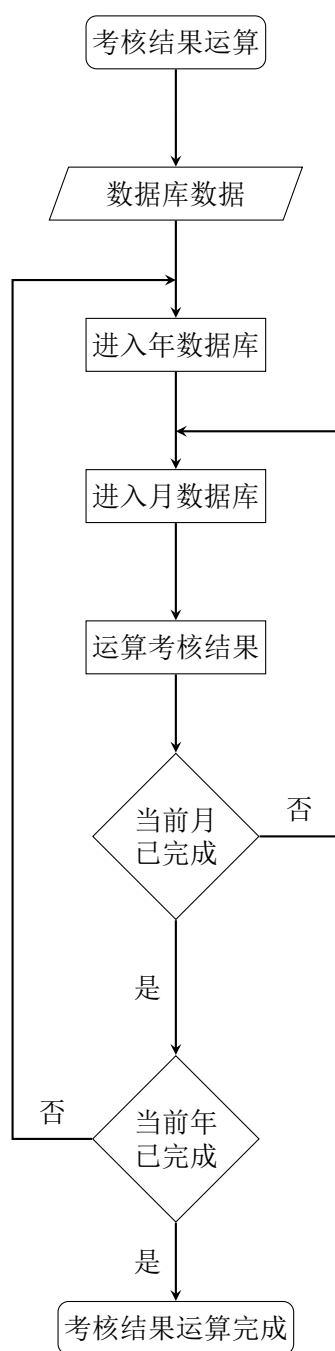 考核结果运算
数据库数据
进入年数据库
进入月数据库
运算考核结果
当前月
已完成
否
是
当前年
已完成
否
是
考核结果运算完成